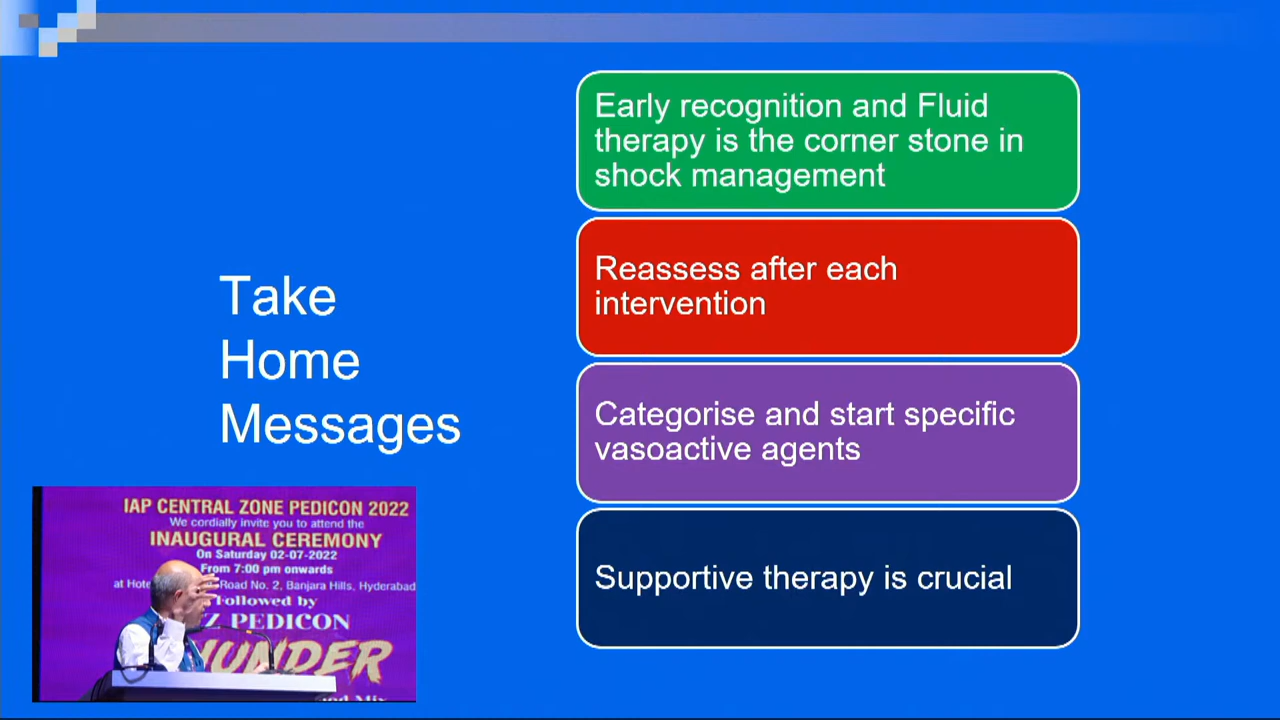 Take
Home
Messages
Early recognition and Fluid
therapy is the corner stone in
shock management
Reassess after each
intervention
Categorise and start specific
vasoactive agents
Supportive therapy is crucial
IAP CENTRAL ZONE PEDICON 2022
We cordially invite you to attend the
INAUGURAL CEREMONY
On Saturday 02-07-2022
From 7:00 pm onwards
at Road No. 2, Banjara Hills, Hyderabad
Followed by
PEDICON